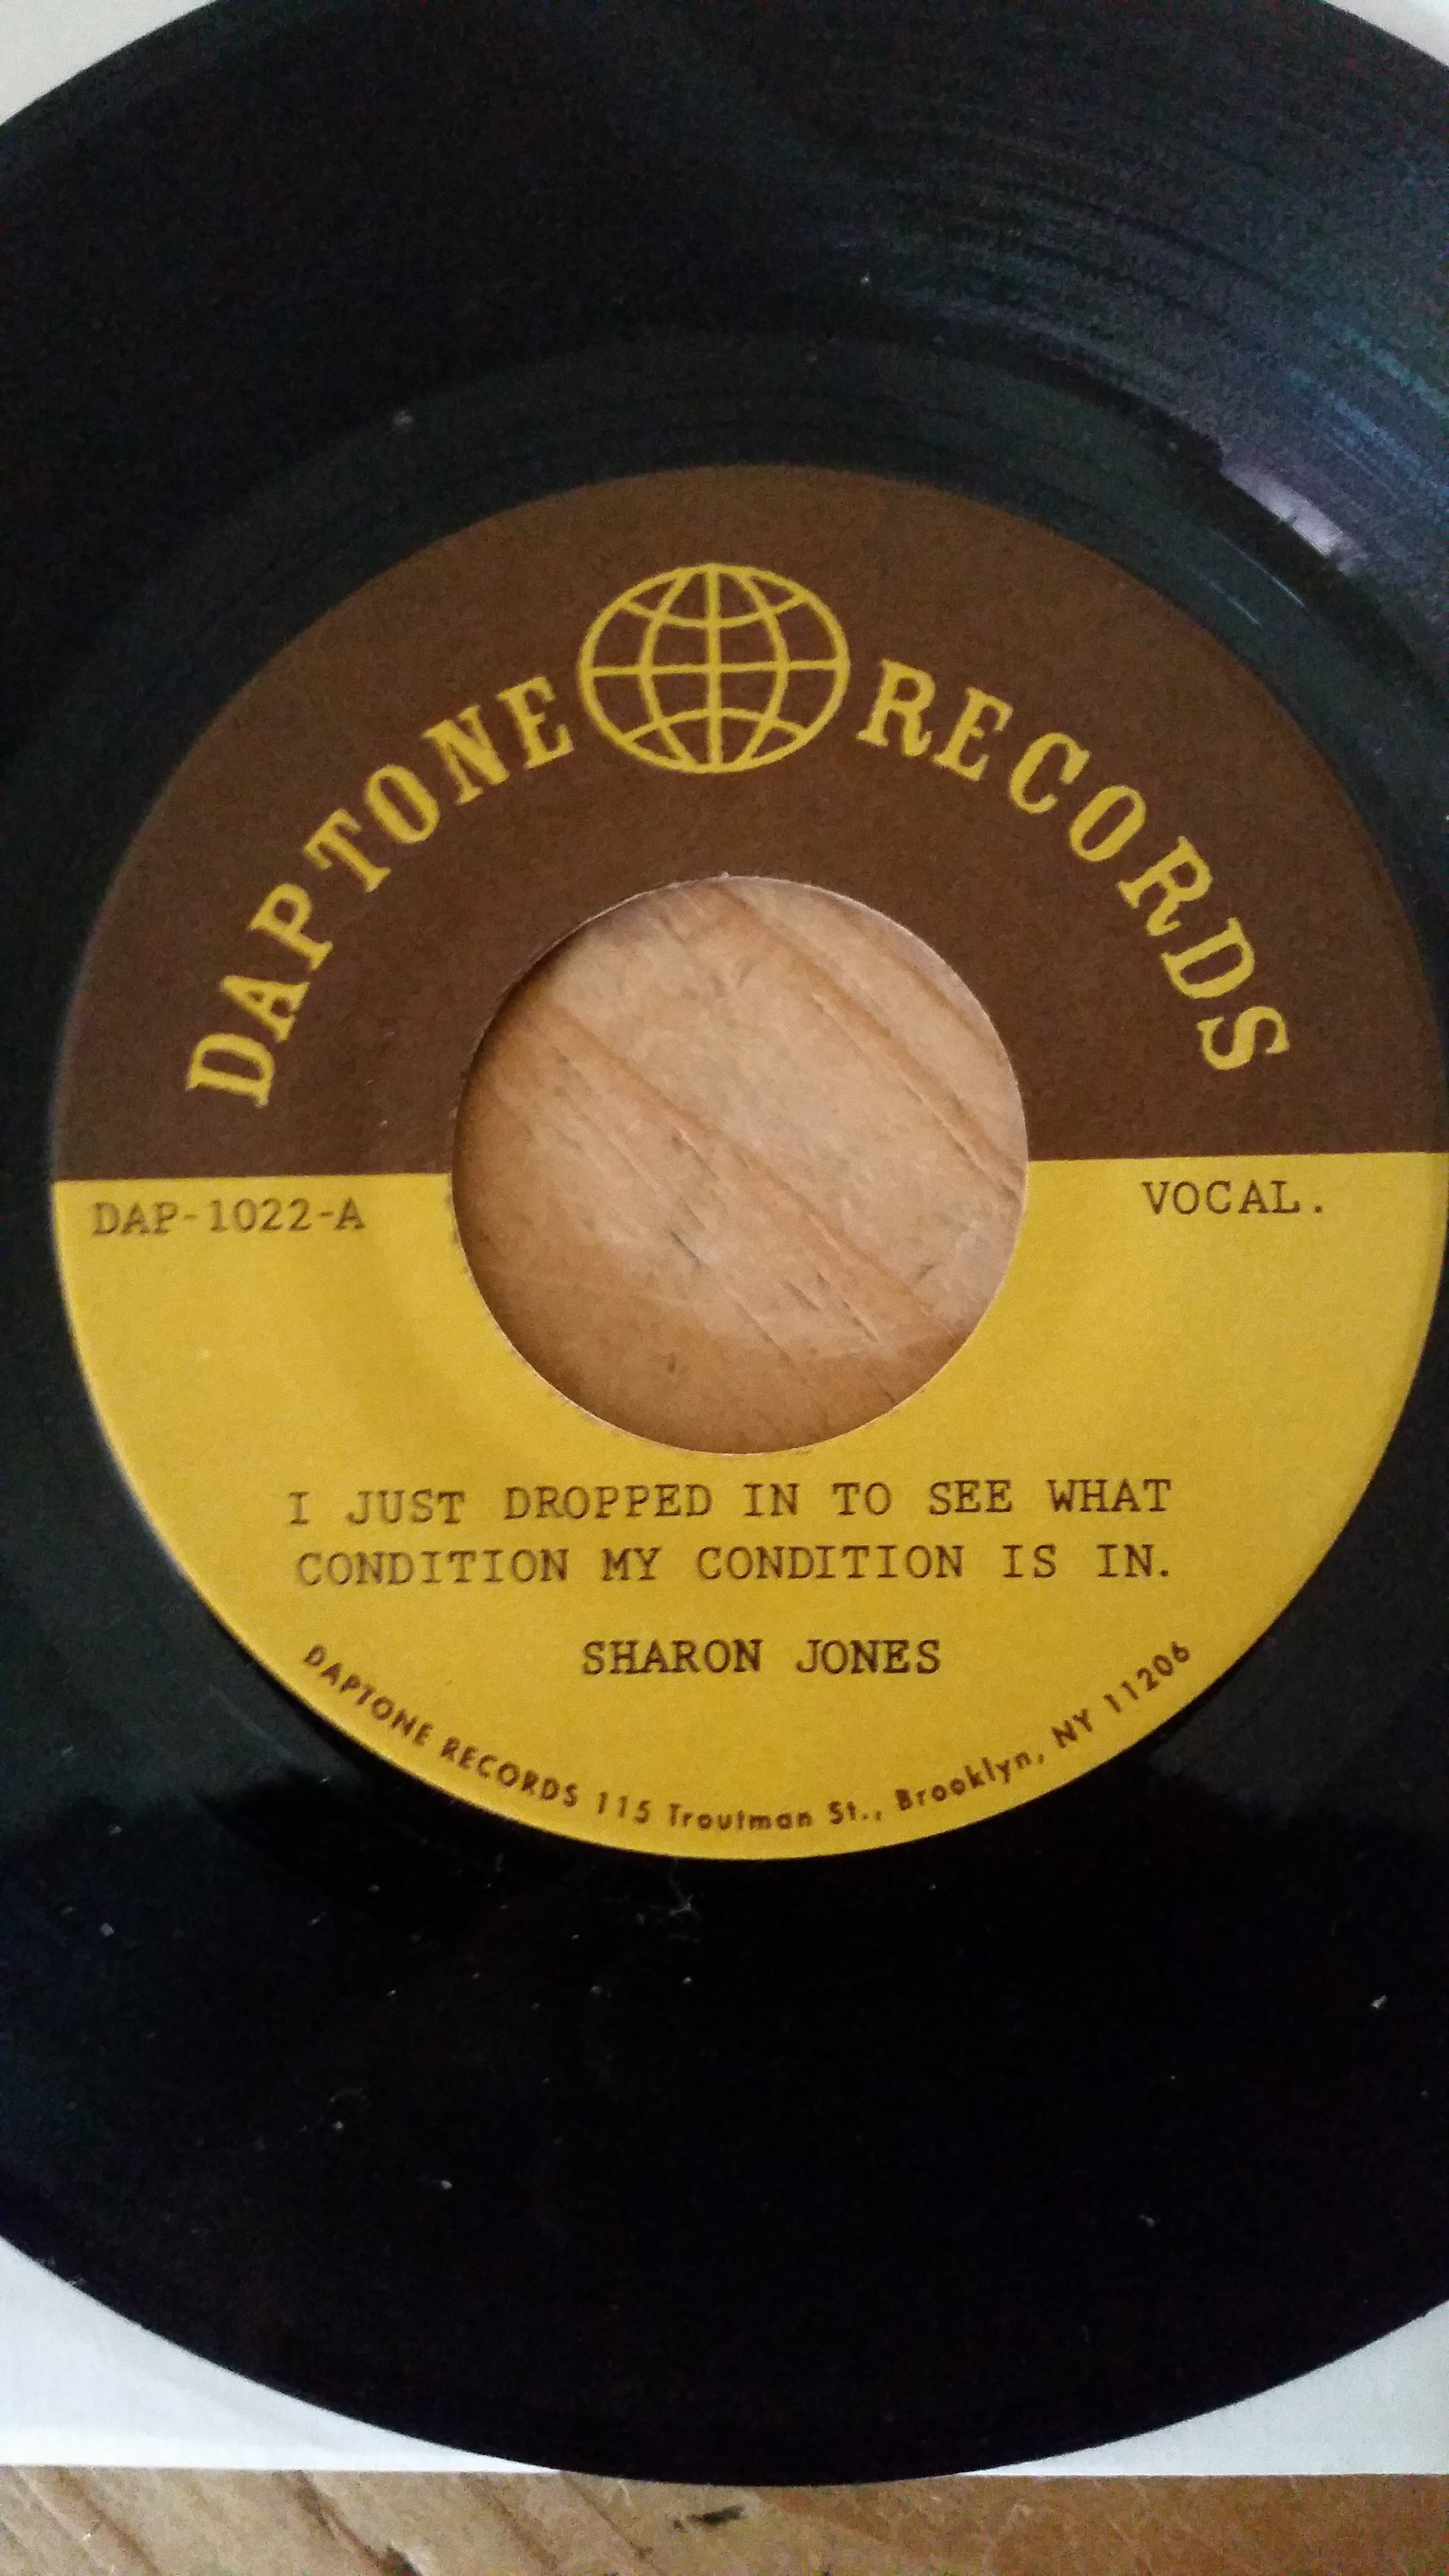 DAPTONE RECORDS
DAP-1022-A
VOCAL.
I JUST DROPPED IN TO SEE WHAT
CONDITION MY CONDITION IS IN.
SHARON JONES
DAPTONE RECORDS 115 Troutman St., Brooklyn, NY 11206